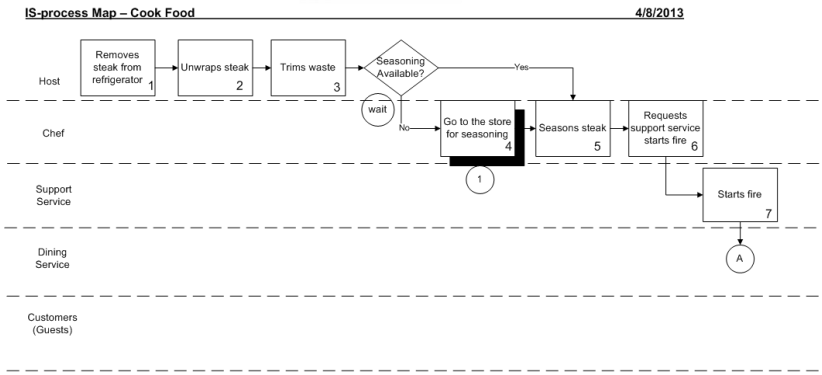 IS-process Map – Cook Food
4/8/2013
Host
Removes
steak from
refrigerator
1
Unwraps steak
2
Trims waste
3
Seasoning
Available?
Yes
wait
No
Chef
Go to the store
for seasoning
4
1
Seasons steak
5
Requests
support service
starts fire
6
Support
Service
Starts fire
7
Dining
Service
A
Customers
(Guests)